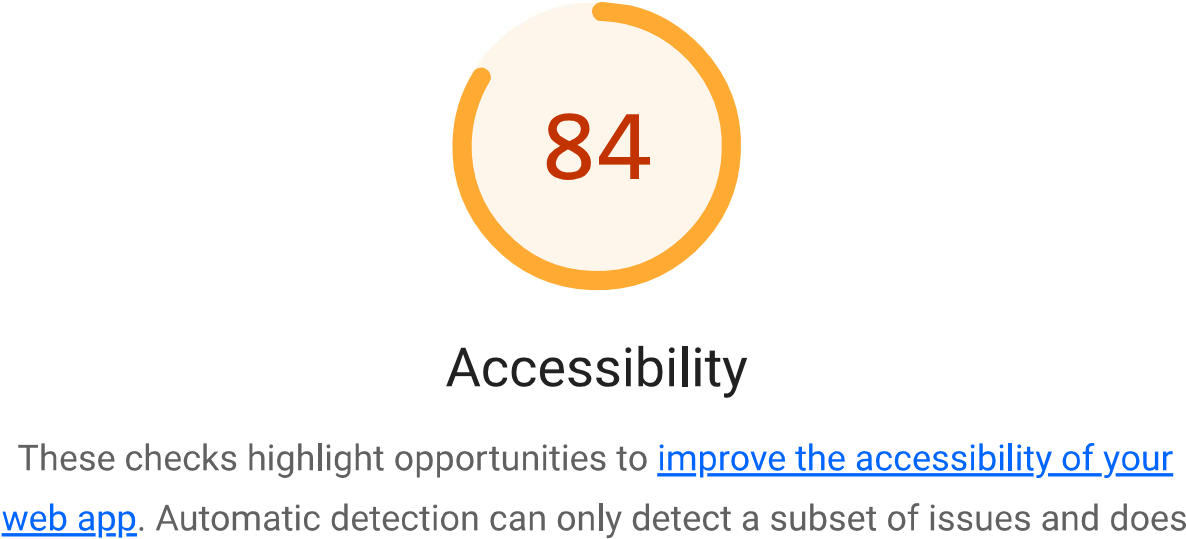 84
Accessibility
These checks highlight opportunities to improve the accessibility of your
web app. Automatic detection can only detect a subset of issues and does